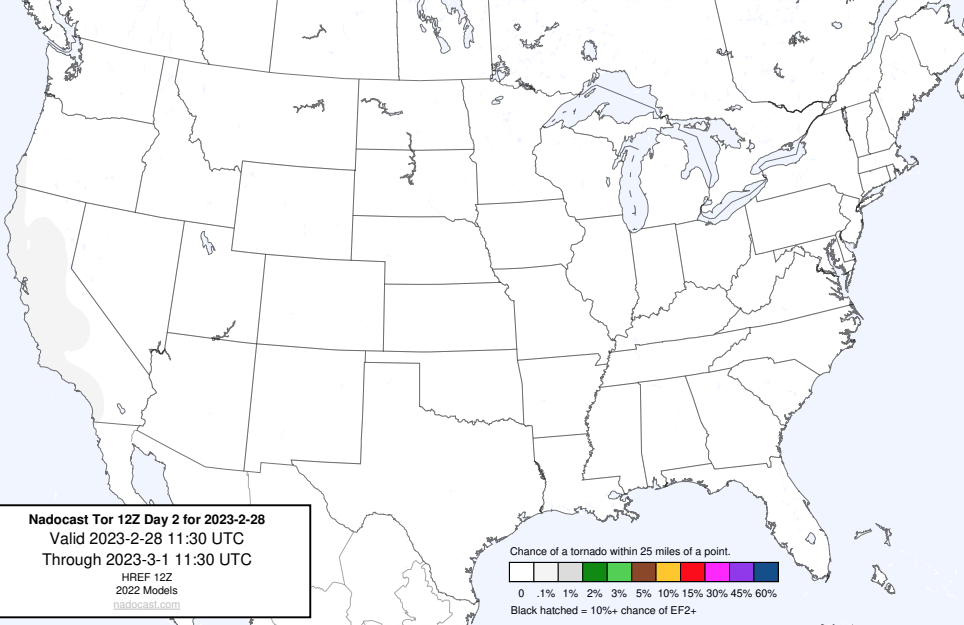 Nadocast Tor 12Z Day 2 for 2023-2-28
Valid 2023-2-28 11:30 UTC
Through 2023-3-1 11:30 UTC
HREF 12Z
2022 Models
nadocast.com
Chance of a tornado within 25 miles of a point.
0 .1% 1% 2% 3% 5% 10% 15% 30% 45% 60%
Black hatched = 10%+ chance of EF2+